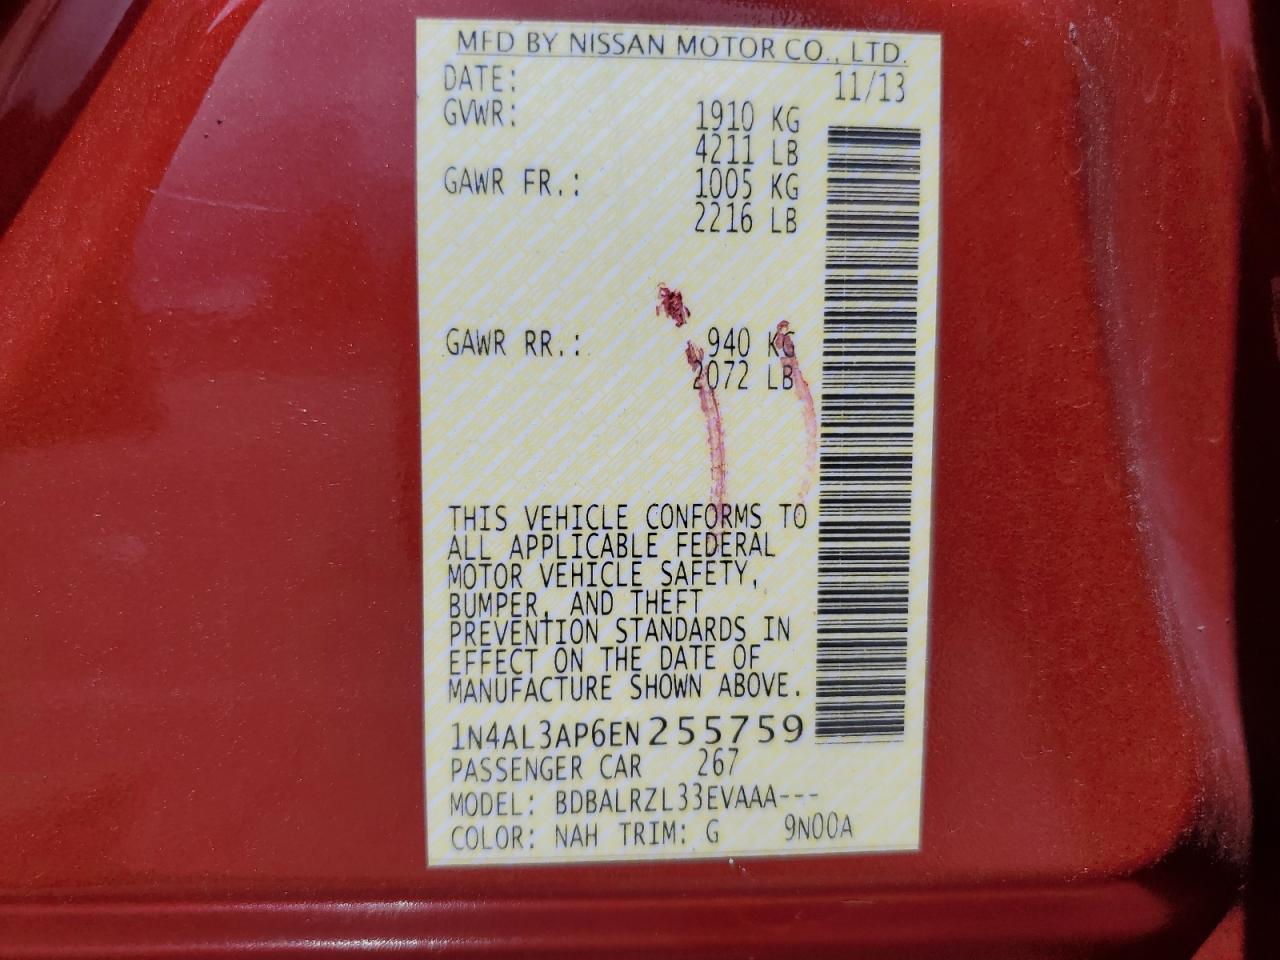 MFD BY NISSAN MOTOR CO., LTD.
DATE: 11/13
GVWR: 1910 KG
4211 LB
GAWR FR.: 1005 KG
2216 LB
GAWR RR.: 940 KG
2072 LB
THIS VEHICLE CONFORMS TO
ALL APPLICABLE FEDERAL
MOTOR VEHICLE SAFETY,
BUMPER, AND THEFT
PREVENTION STANDARDS IN
EFFECT ON THE DATE OF
MANUFACTURE SHOWN ABOVE.
1N4AL3AP6EN255759
PASSENGER CAR 267
MODEL: BDBALRZL33EVAAA---
COLOR: NAH TRIM: G 9N00A